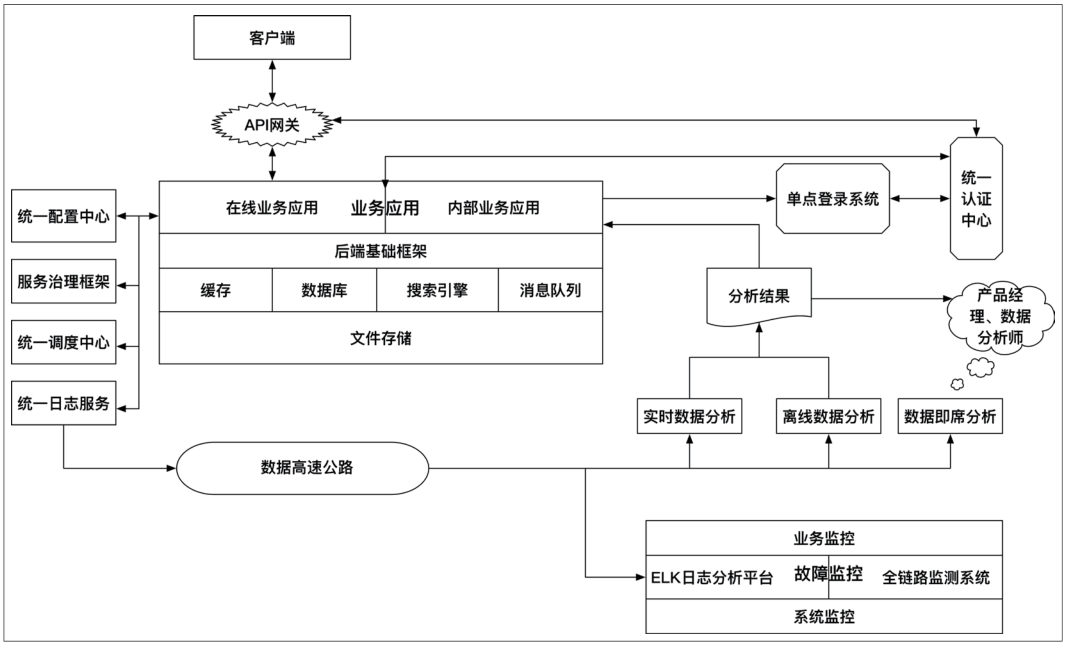 客户端
API网关
统一
认证
中心
在线业务应用
业务应用
内部业务应用
单点登录系统
统一配置中心
后端基础框架
服务治理框架
缓存
数据库
搜索引擎
消息队列
分析结果
产品经
理、数据
分析师
统一调度中心
文件存储
统一日志服务
实时数据分析
离线数据分析
数据即席分析
数据高速公路
业务监控
ELK日志分析平台
故障监控
全链路监测系统
系统监控